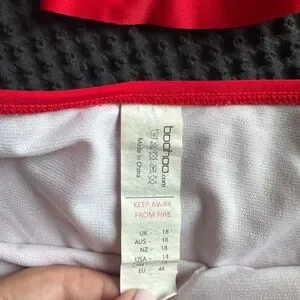 boohoo.com
Made in China
KEEP AWAY
FROM FIRE
UK - 18
AUS - 18
NZ - 18
USA - 14
EU - 46